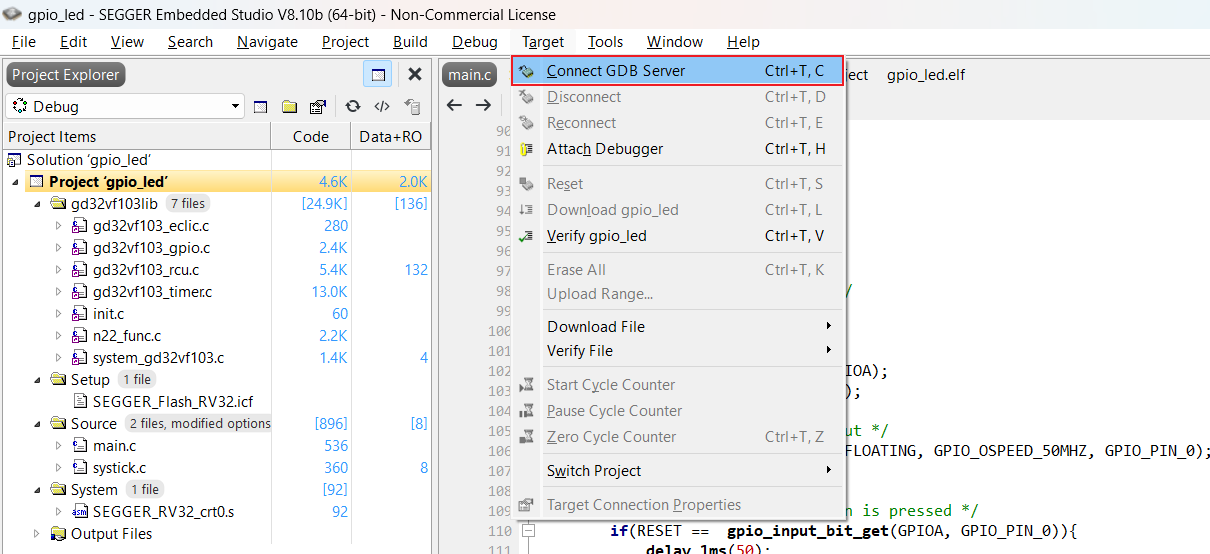 gpio_led - SEGGER Embedded Studio V8.10b (64-bit) - Non-Commercial License
File Edit View Search Navigate Project Build Debug Target Tools Window Help
Project Explorer
Debug
Project Items Code Data+RO
Solution 'gpio_led'
Project 'gpio_led' 4.6K 2.0K
gd32vf103lib 7 files [24.9K] [136]
gd32vf103_eclic.c 280
gd32vf103_gpio.c 2.4K
gd32vf103_rcu.c 5.4K 132
gd32vf103_timer.c 13.0K
init.c 60
n22_func.c 2.2K
system_gd32vf103.c 1.4K 4
Setup 1 file
SEGGER_Flash_RV32.icf
Source 2 files, modified options [896] [8]
main.c 536
systick.c 360 8
System 1 file [92]
asm SEGGER_RV32_crt0.s 92
Output Files
main.c ect gpio_led.elf
Connect GDB Server Ctrl+T, C
Disconnect Ctrl+T, D
Reconnect Ctrl+T, E
Attach Debugger Ctrl+T, H
Reset Ctrl+T, S
Download gpio_led Ctrl+T, L
Verify gpio_led Ctrl+T, V
Erase All Ctrl+T, K
Upload Range...
Download File
Verify File
Start Cycle Counter
Pause Cycle Counter
Zero Cycle Counter Ctrl+T, Z
Switch Project
Target Connection Properties
90
91
92
93
94
95
96
97
98 /
99
100
101
102 IOA);
103 );
104
105 ut */
106 FLOATING, GPIO_OSPEED_50MHZ, GPIO_PIN_0);
107
108
109 n is pressed */
110 if(RESET == gpio_input_bit_get(GPIOA, GPIO_PIN_0)){
111 delay_1ms(50);